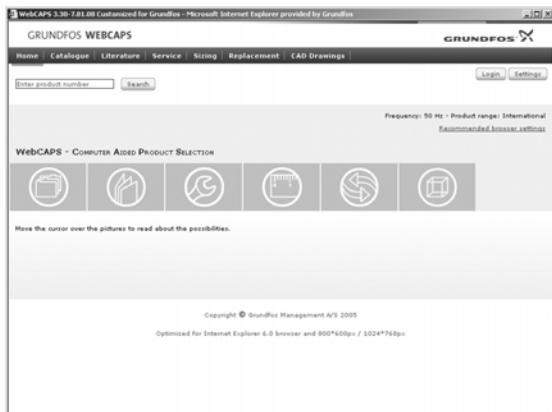 WebCAPS 3.30-7.01.08 Customized for Grundfos - Microsoft Internet Explorer provided by Grundfos
GRUNDFOS WEBCAPS
GRUNDFOS
Home Catalogue Literature Service Sizing Replacement CAD Drawings
Enter product number Search Login Settings
Frequency: 50 Hz - Product range: International
Recommended browser settings
WebCAPS - Computer Aided Product Selection
Move the cursor over the pictures to read about the possibilities.
Copyright © Grundfos Management A/S 2005
Optimized for Internet Explorer 6.0 browser and 800*600px / 1024*768px